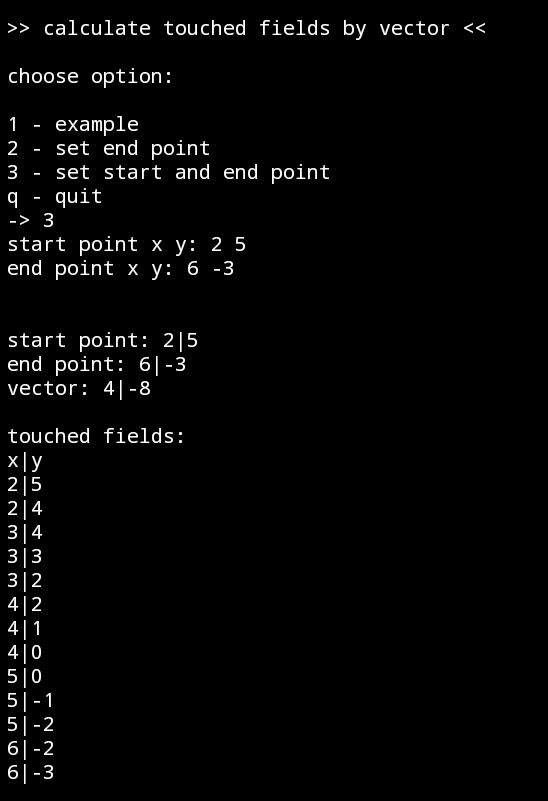 >> calculate touched fields by vector <<
choose option:
1 - example
2 - set end point
3 - set start and end point
q - quit
-> 3
start point x y: 2 5
end point x y: 6 -3
start point: 2|5
end point: 6|-3
vector: 4|-8
touched fields:
x|y
2|5
2|4
3|4
3|3
3|2
4|2
4|1
4|0
5|0
5|-1
5|-2
6|-2
6|-3